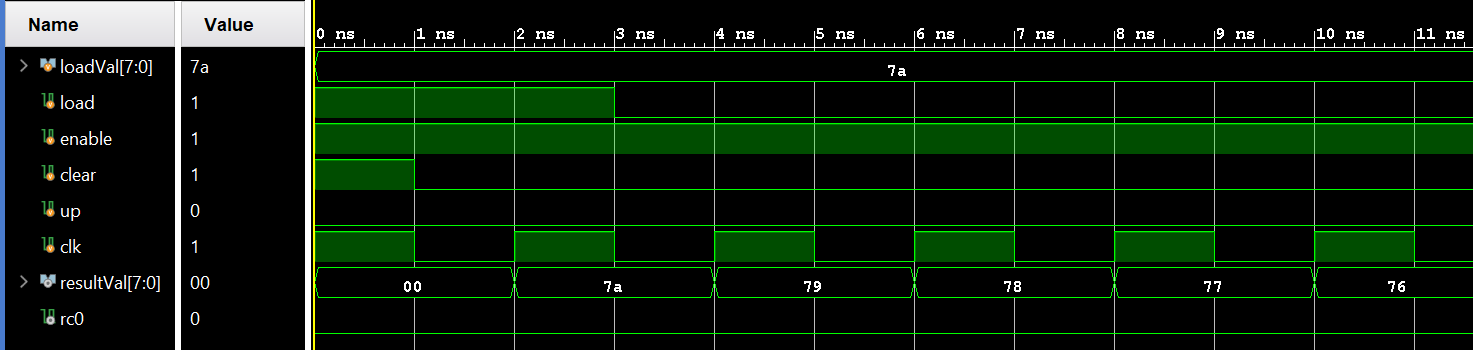 Name Value
0 ns 1 ns 2 ns 3 ns 4 ns 5 ns 6 ns 7 ns 8 ns 9 ns 10 ns 11 ns
loadVal[7:0] 7a 7a
load 1
enable 1
clear 1
up 0
clk 1
resultVal[7:0] 00 00 7a 79 78 77 76
rc0 0